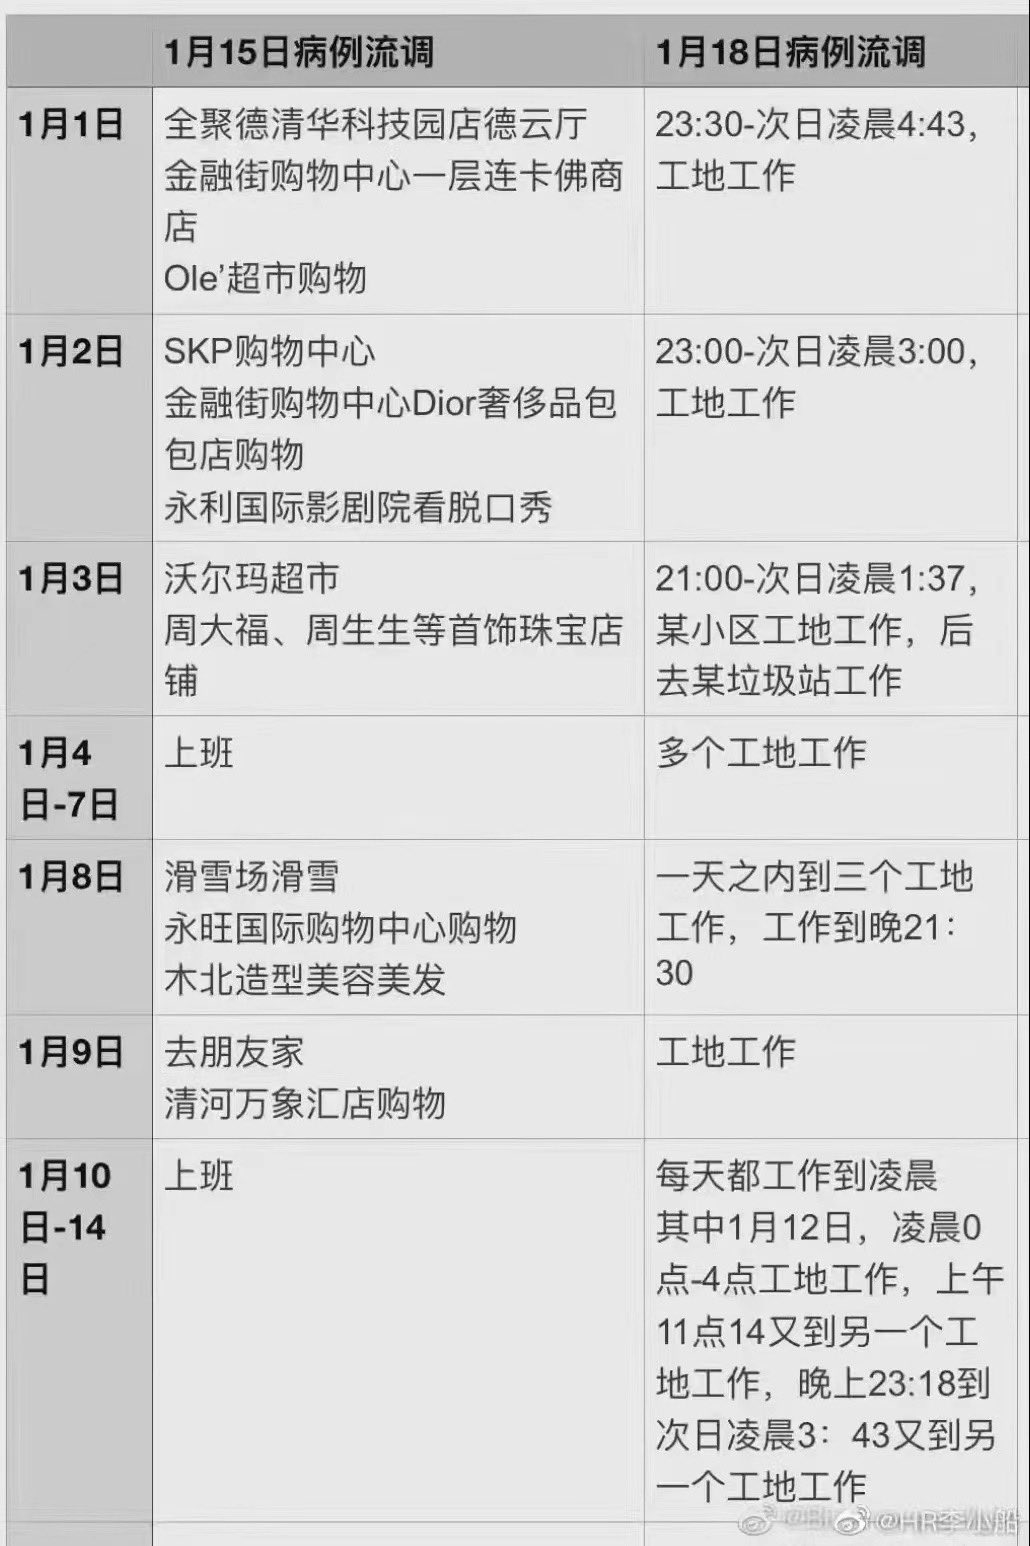 1月15日病例流调
1月18日病例流调
1月1日
全聚德清华科技园店德云厅
金融街购物中心一层连卡佛商
店
Ole’超市购物
23:30-次日凌晨4:43，
工地工作
1月2日
SKP购物中心
金融街购物中心Dior奢侈品包
包店购物
永利国际影剧院看脱口秀
23:00-次日凌晨3:00，
工地工作
1月3日
沃尔玛超市
周大福、周生生等首饰珠宝店
铺
21:00-次日凌晨1:37，
某小区工地工作，后
去某垃圾站工作
1月4
日-7日
上班
多个工地工作
1月8日
滑雪场滑雪
永旺国际购物中心购物
木北造型美容美发
一天之内到三个工地
工作，工作到晚21：
30
1月9日
去朋友家
清河万象汇店购物
工地工作
1月10
日-14
日
上班
每天都工作到凌晨
其中1月12日，凌晨0
点-4点工地工作，上午
11点14又到另一个工
地工作，晚上23:18到
次日凌晨3：43又到另
一个工地工作
@HR李小船